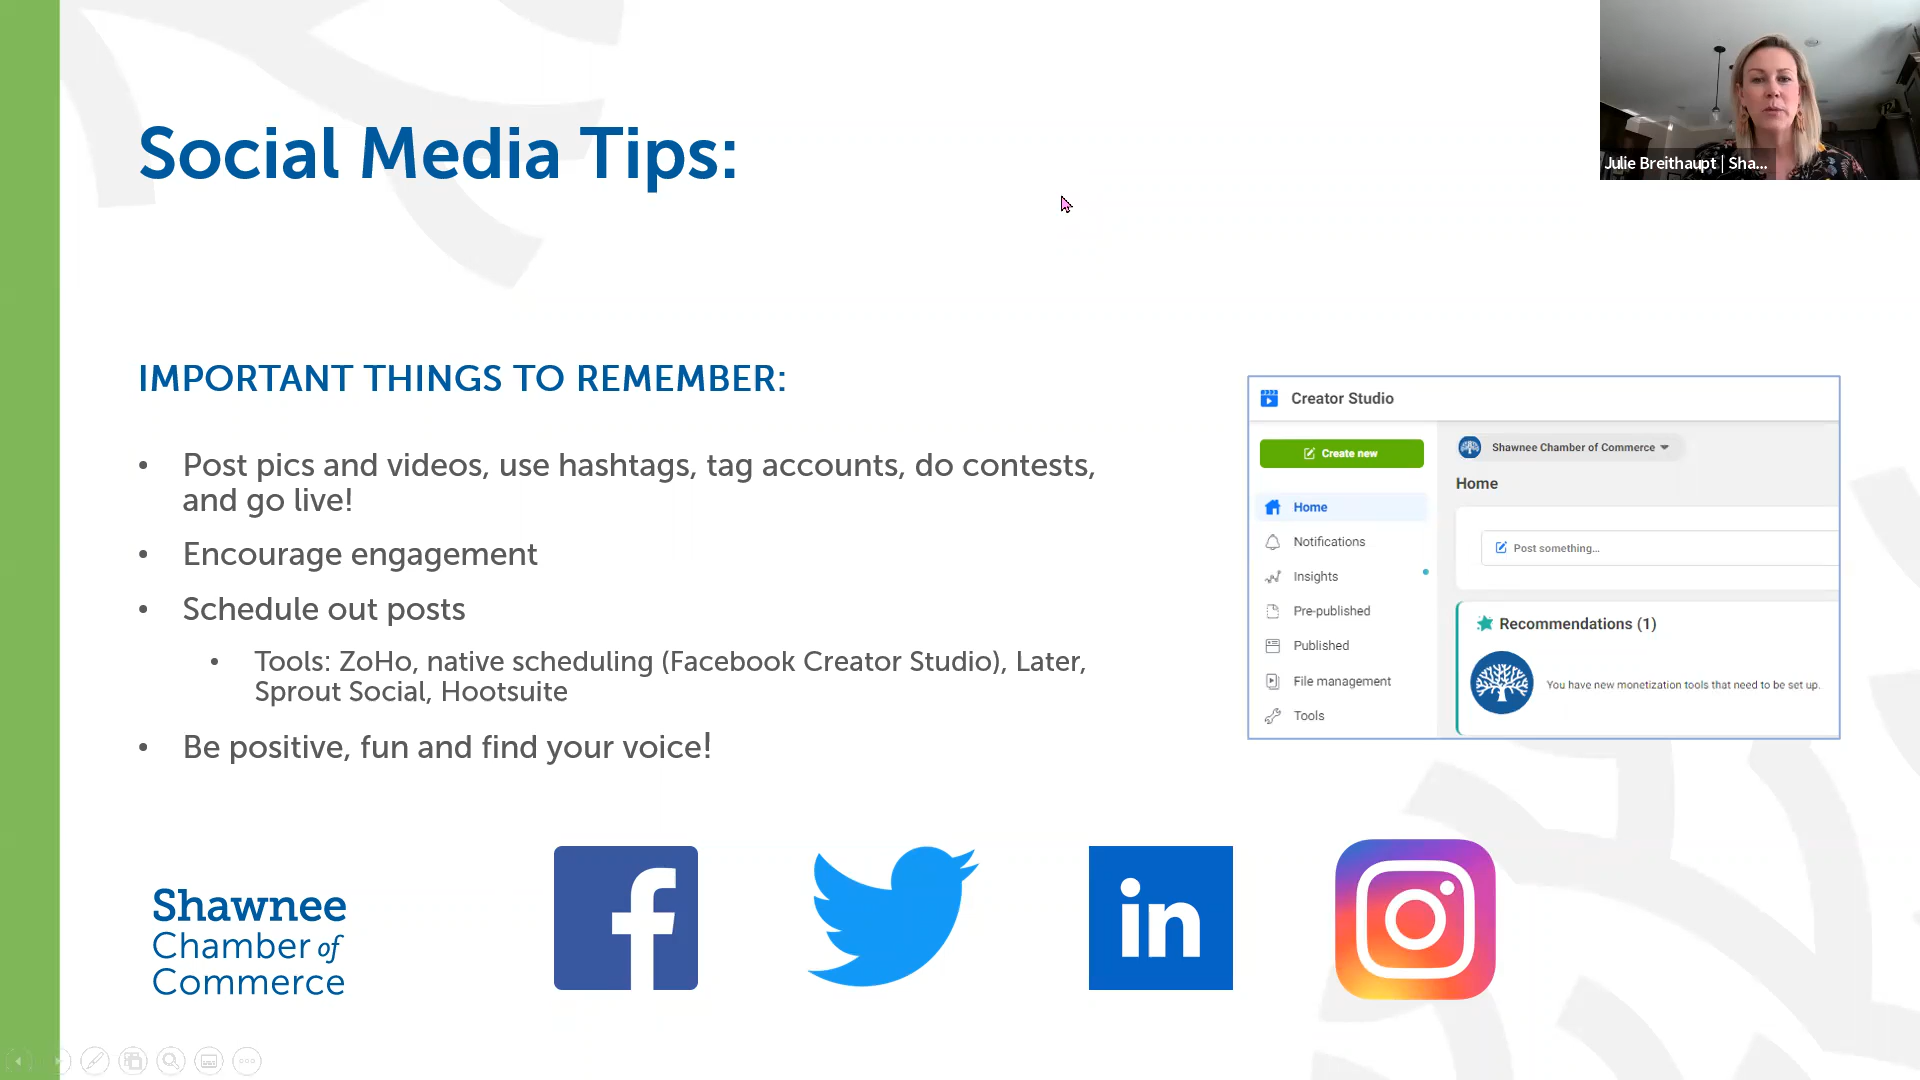 Social Media Tips:
Julie Breithaupt | Sha...
IMPORTANT THINGS TO REMEMBER:
• Post pics and videos, use hashtags, tag accounts, do contests,
and go live!
• Encourage engagement
• Schedule out posts
• Tools: ZoHo, native scheduling (Facebook Creator Studio), Later,
Sprout Social, Hootsuite
• Be positive, fun and find your voice!
Creator Studio
Create new
Shawnee Chamber of Commerce
Home
Home
Notifications
Post something...
Insights
Pre-published
Recommendations (1)
Published
File management
You have new monetization tools that need to be set up.
Tools
Shawnee
Chamber of
Commerce
f
in